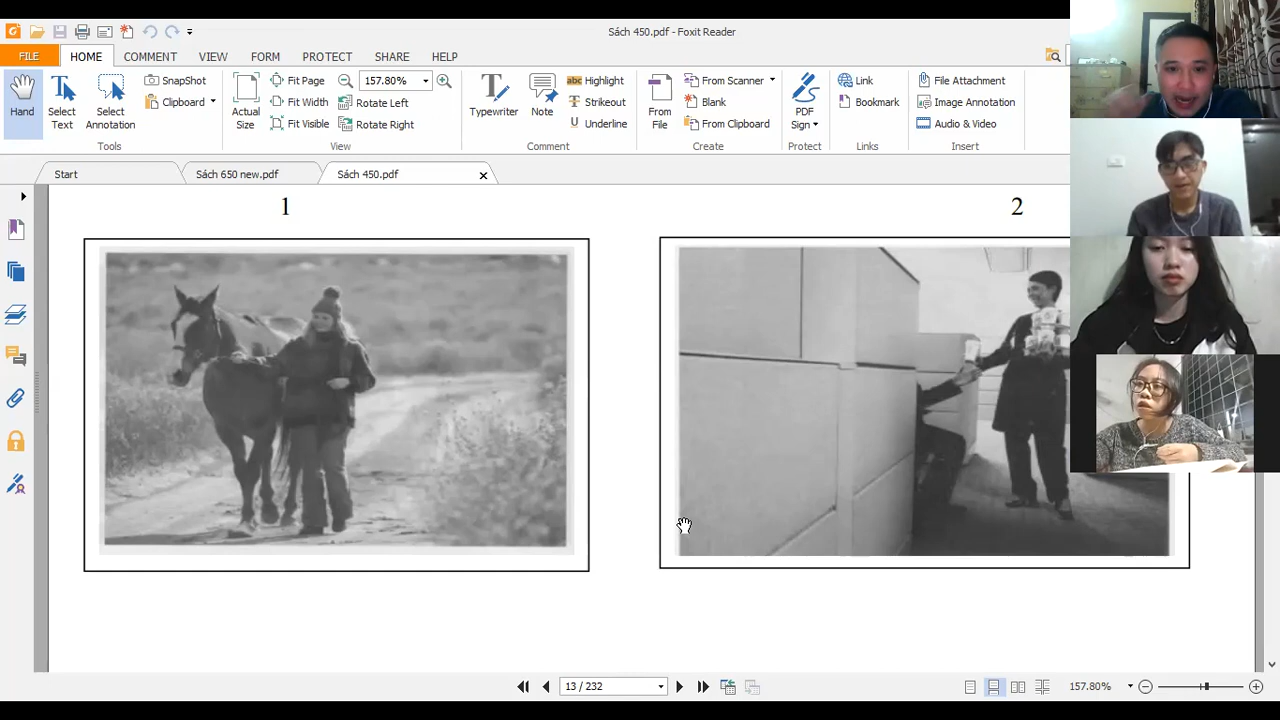 Sách 450.pdf - Foxit Reader
FILE HOME COMMENT VIEW FORM PROTECT SHARE HELP
Hand
Select Text
Select Annotation
SnapShot
Clipboard
Tools
Actual Size
Fit Page
Fit Width
Fit Visible
157.80%
Rotate Left
Rotate Right
View
Typewriter
Note
abc Highlight
Strikeout
U Underline
Comment
From File
From Scanner
Blank
From Clipboard
Create
PDF Sign
Protect
Link
Bookmark
Links
File Attachment
Image Annotation
Audio & Video
Insert
Start
Sách 650 new.pdf
Sách 450.pdf
1
2
13 / 232
157.80%